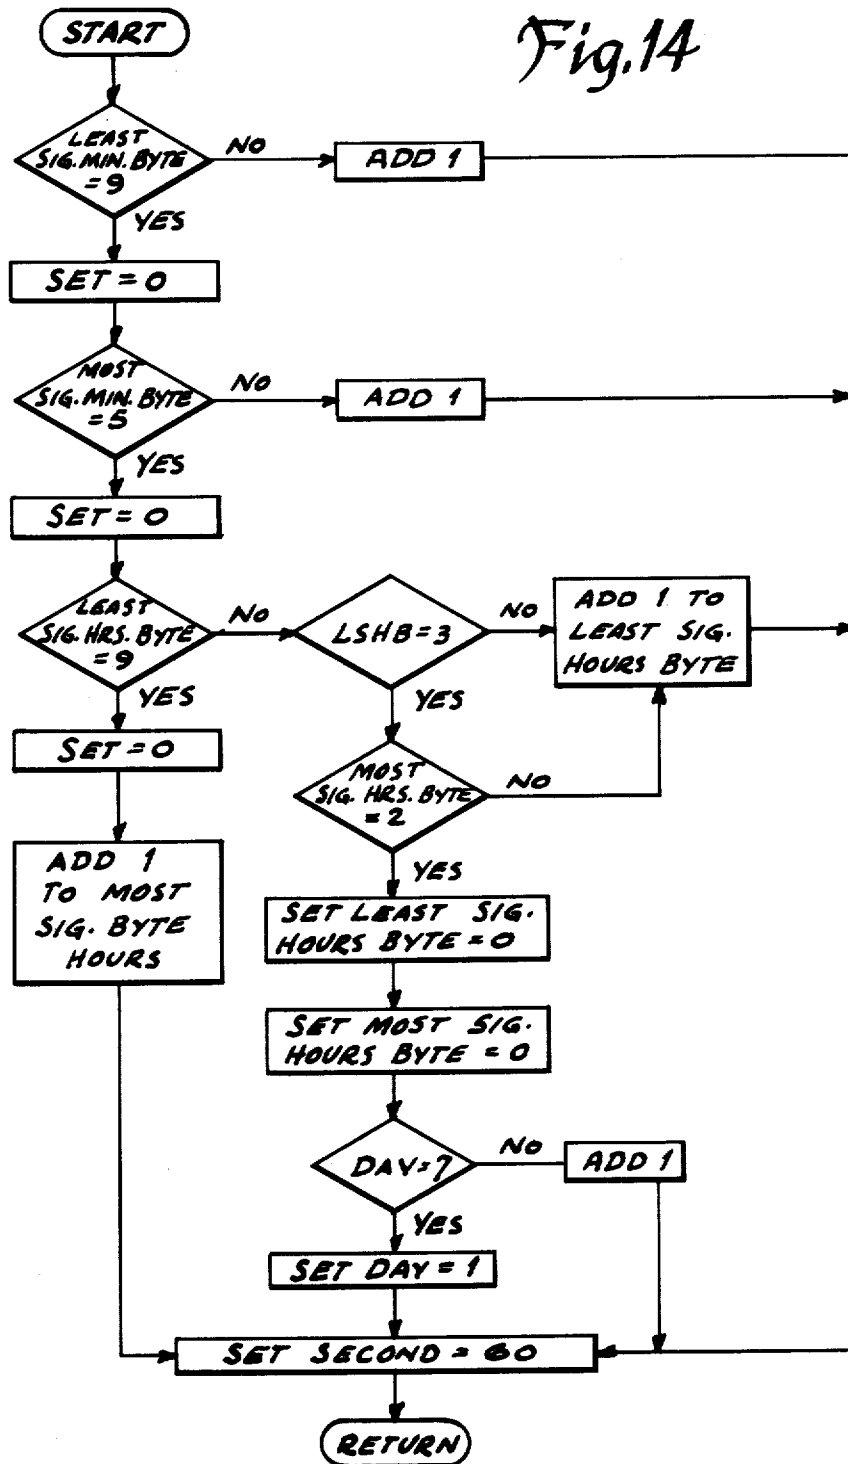 Fig.14
START
LEAST
SIG. MIN. BYTE
= 9
NO
ADD 1
YES
SET = 0
MOST
SIG. MIN. BYTE
= 5
NO
ADD 1
YES
SET = 0
LEAST
SIG. HRS. BYTE
= 9
NO
LSHB = 3
NO
ADD 1 TO
LEAST SIG.
HOURS BYTE
YES
YES
SET = 0
MOST
SIG. HRS. BYTE
= 2
NO
ADD 1
TO MOST
SIG. BYTE
HOURS
YES
SET LEAST SIG.
HOURS BYTE = 0
SET MOST SIG.
HOURS BYTE = 0
DAY = 7
NO
ADD 1
YES
SET DAY = 1
SET SECOND = 60
RETURN